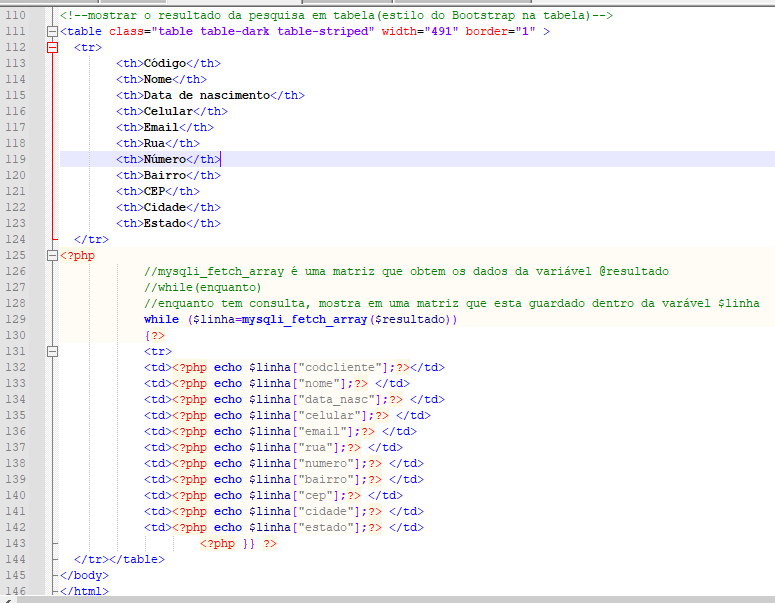 110 <!--mostrar o resultado da pesquisa em tabela(estilo do Bootstrap na tabela)-->
111 <table class="table table-dark table-striped" width="491" border="1" >
112 <tr>
113 <th>Código</th>
114 <th>Nome</th>
115 <th>Data de nascimento</th>
116 <th>Celular</th>
117 <th>Email</th>
118 <th>Rua</th>
119 <th>Número</th>
120 <th>Bairro</th>
121 <th>CEP</th>
122 <th>Cidade</th>
123 <th>Estado</th>
124 </tr>
125 <?php
126 //mysqli_fetch_array é uma matriz que obtem os dados da variável @resultado
127 //while(enquanto)
128 //enquanto tem consulta, mostra em uma matriz que esta guardado dentro da varável $linha
129 while ($linha=mysqli_fetch_array($resultado))
130 {?>
131 <tr>
132 <td><?php echo $linha["codcliente"];?></td>
133 <td><?php echo $linha["nome"];?> </td>
134 <td><?php echo $linha["data_nasc"];?> </td>
135 <td><?php echo $linha["celular"];?> </td>
136 <td><?php echo $linha["email"];?> </td>
137 <td><?php echo $linha["rua"];?> </td>
138 <td><?php echo $linha["numero"];?> </td>
139 <td><?php echo $linha["bairro"];?> </td>
140 <td><?php echo $linha["cep"];?> </td>
141 <td><?php echo $linha["cidade"];?> </td>
142 <td><?php echo $linha["estado"];?> </td>
143 <?php }} ?>
144 </tr></table>
145 </body>
146 </html>